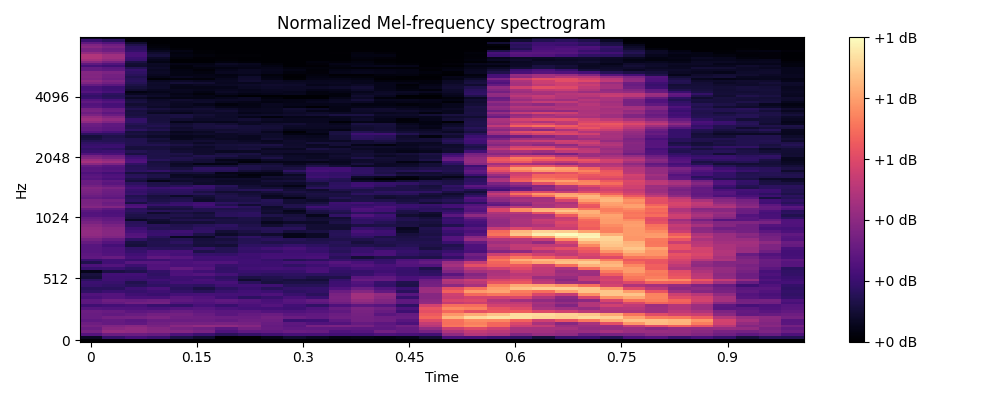 Normalized Mel-frequency spectrogram
Hz
4096
2048
1024
512
0
0 0.15 0.3 0.45 0.6 0.75 0.9
Time
+1 dB
+1 dB
+1 dB
+0 dB
+0 dB
+0 dB